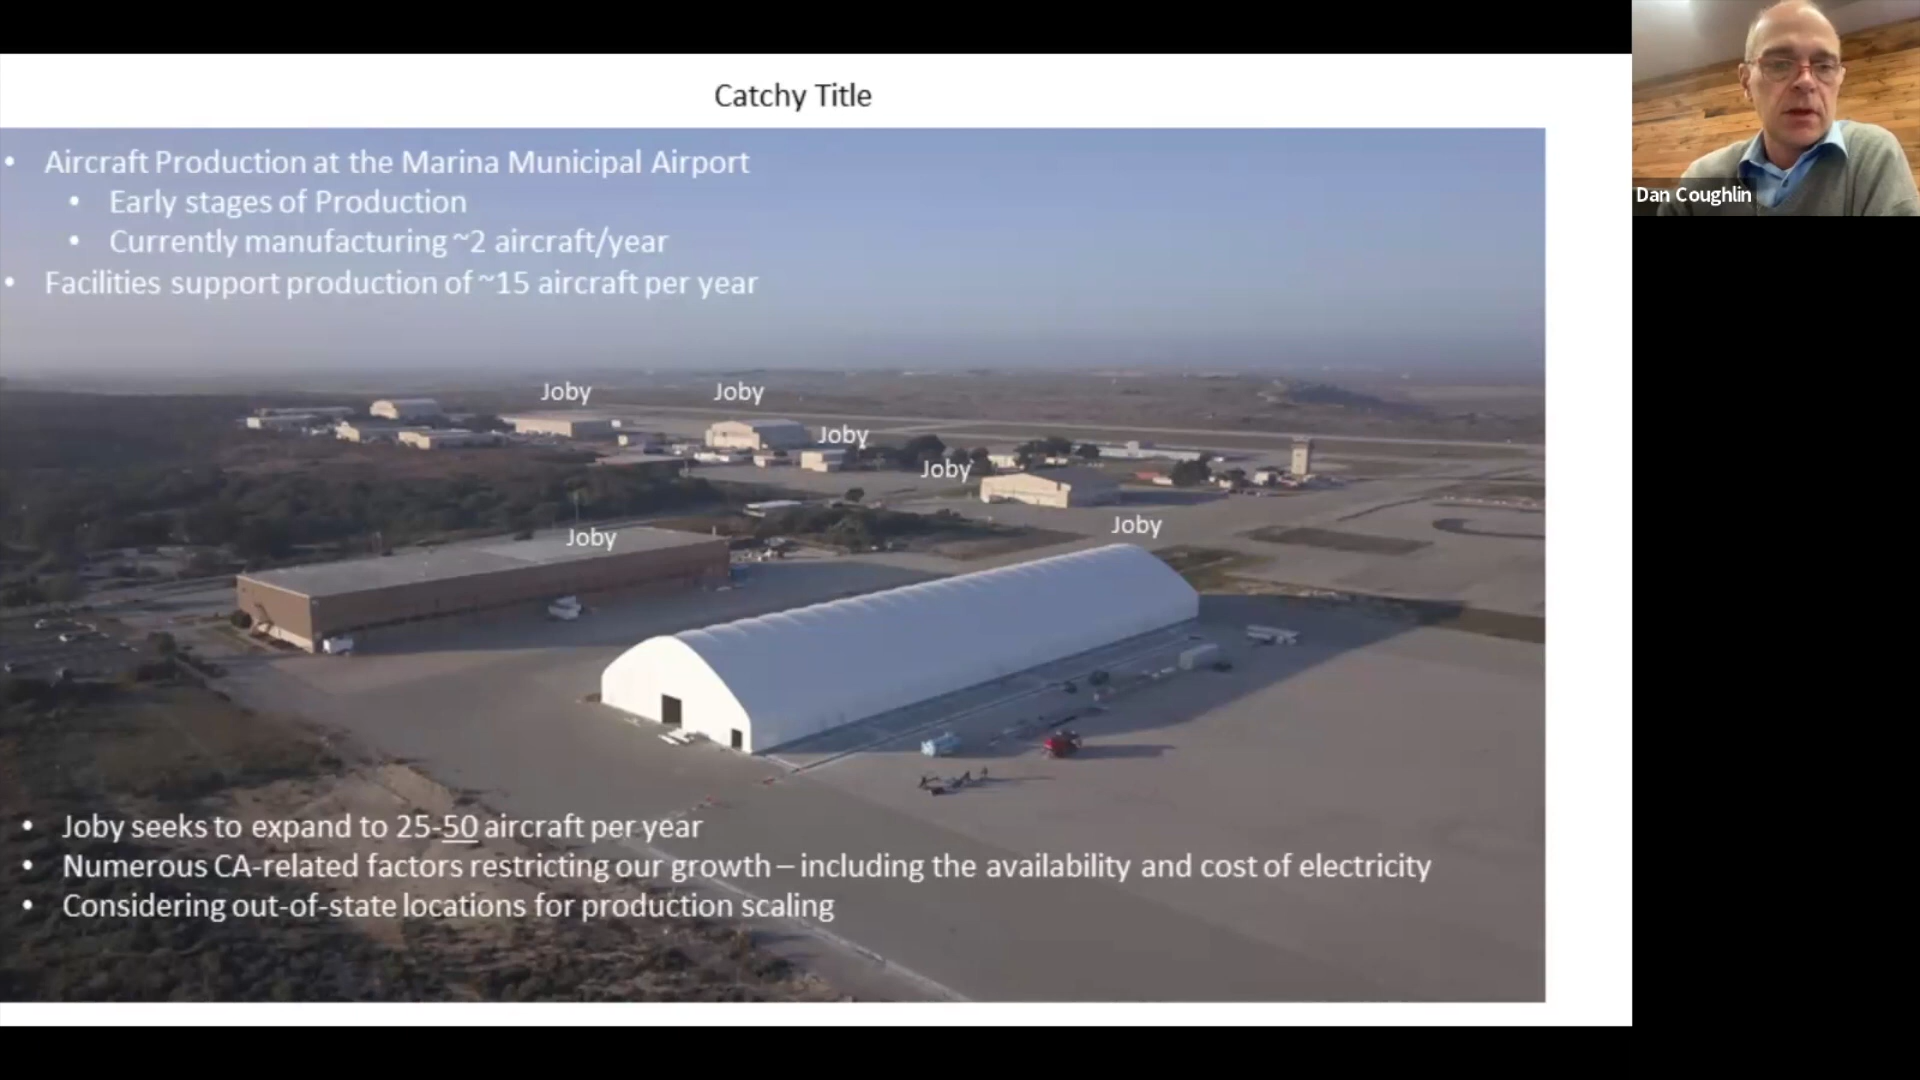 Catchy Title
Dan Coughlin
• Aircraft Production at the Marina Municipal Airport
• Early stages of Production
• Currently manufacturing ~2 aircraft/year
• Facilities support production of ~15 aircraft per year
Joby
Joby
Joby
Joby
Joby
Joby
• Joby seeks to expand to 25-50 aircraft per year
• Numerous CA-related factors restricting our growth – including the availability and cost of electricity
• Considering out-of-state locations for production scaling